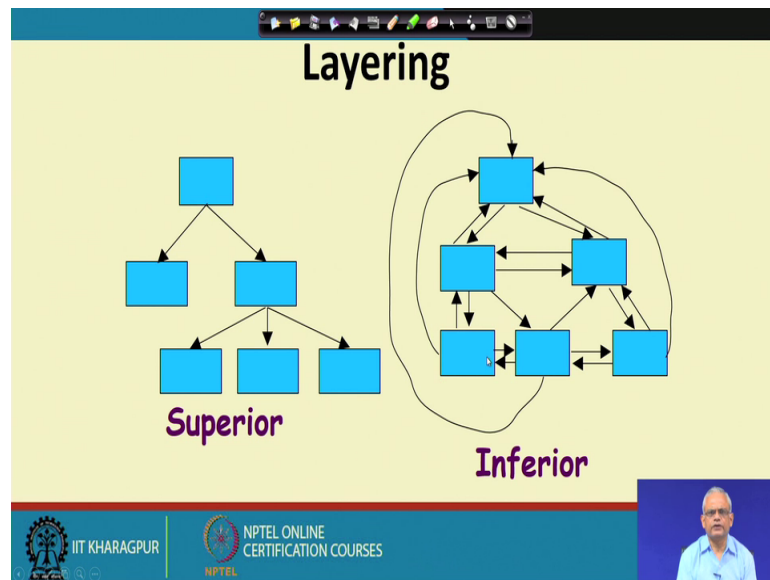 Layering
Superior
Inferior
IIT KHARAGPUR
NPTEL
NPTEL ONLINE
CERTIFICATION COURSES